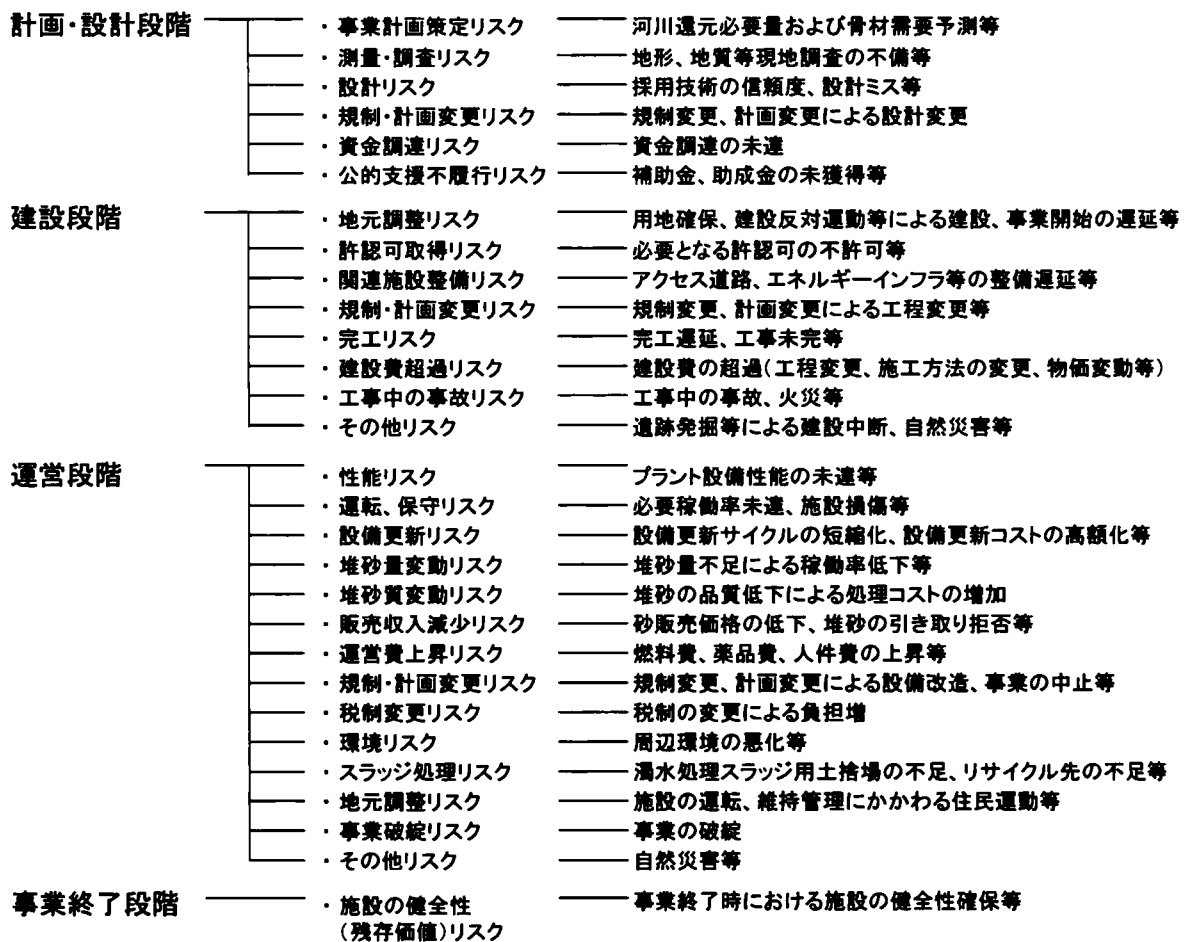 計画・設計段階 ・事業計画策定リスク 河川還元必要量および骨材需要予測等
・測量・調査リスク 地形、地質等現地調査の不備等
・設計リスク 採用技術の信頼度、設計ミス等
・規制・計画変更リスク 規制変更、計画変更による設計変更
・資金調達リスク 資金調達の未達
・公的支援不履行リスク 補助金、助成金の未獲得等
建設段階 ・地元調整リスク 用地確保、建設反対運動等による建設、事業開始の遅延等
・許認可取得リスク 必要となる許認可の不許可等
・関連施設整備リスク アクセス道路、エネルギーインフラ等の整備遅延等
・規制・計画変更リスク 規制変更、計画変更による工程変更等
・完工リスク 完工遅延、工事未完等
・建設費超過リスク 建設費の超過(工程変更、施工方法の変更、物価変動等)
・工事中の事故リスク 工事中の事故、火災等
・その他リスク 遺跡発掘等による建設中断、自然災害等
運営段階 ・性能リスク プラント設備性能の未達等
・運転、保守リスク 必要稼働率未達、施設損傷等
・設備更新リスク 設備更新サイクルの短縮化、設備更新コストの高額化等
・堆砂量変動リスク 堆砂量不足による稼働率低下等
・堆砂質変動リスク 堆砂の品質低下による処理コストの増加
・販売収入減少リスク 砂販売価格の低下、堆砂の引き取り拒否等
・運営費上昇リスク 燃料費、薬品費、人件費の上昇等
・規制・計画変更リスク 規制変更、計画変更による設備改造、事業の中止等
・税制変更リスク 税制の変更による負担増
・環境リスク 周辺環境の悪化等
・スラッジ処理リスク 濁水処理スラッジ用土捨場の不足、リサイクル先の不足等
・地元調整リスク 施設の運転、維持管理にかかわる住民運動等
・事業破綻リスク 事業の破綻
・その他リスク 自然災害等
事業終了段階 ・施設の健全性 事業終了時における施設の健全性確保等
(残存価値)リスク